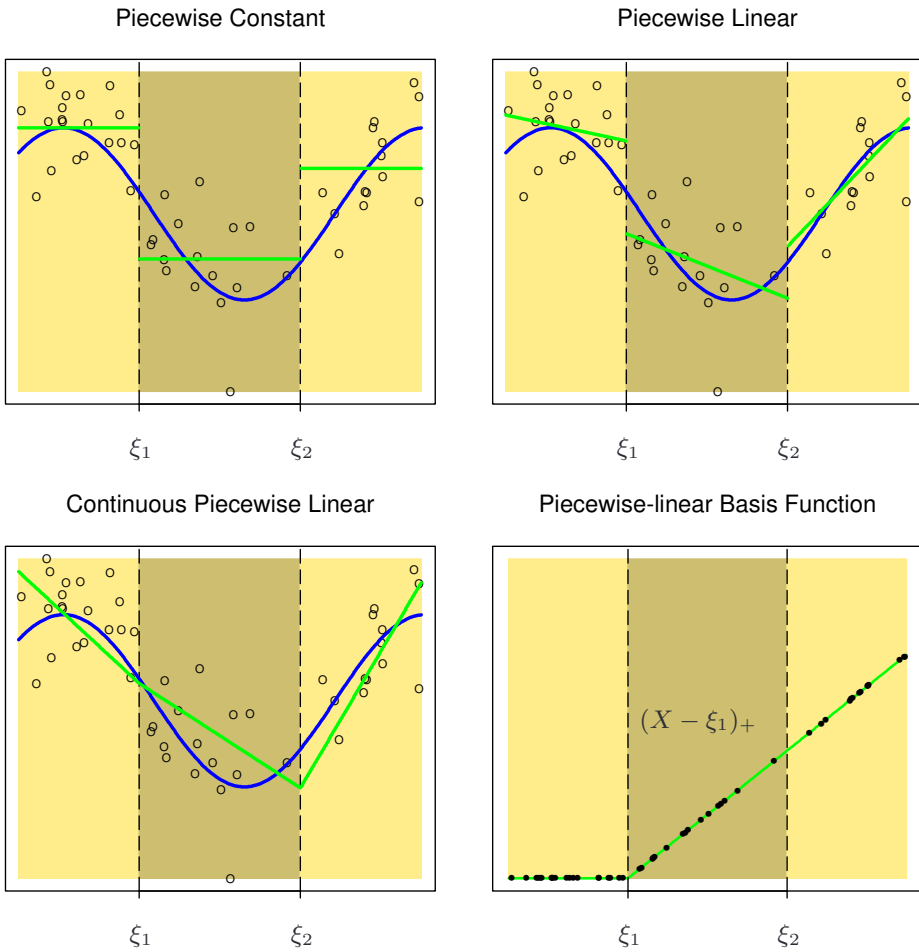 Piecewise Constant
Piecewise Linear
ξ1
ξ2
ξ1
ξ2
Continuous Piecewise Linear
Piecewise-linear Basis Function
(X − ξ1)+
ξ1
ξ2
ξ1
ξ2